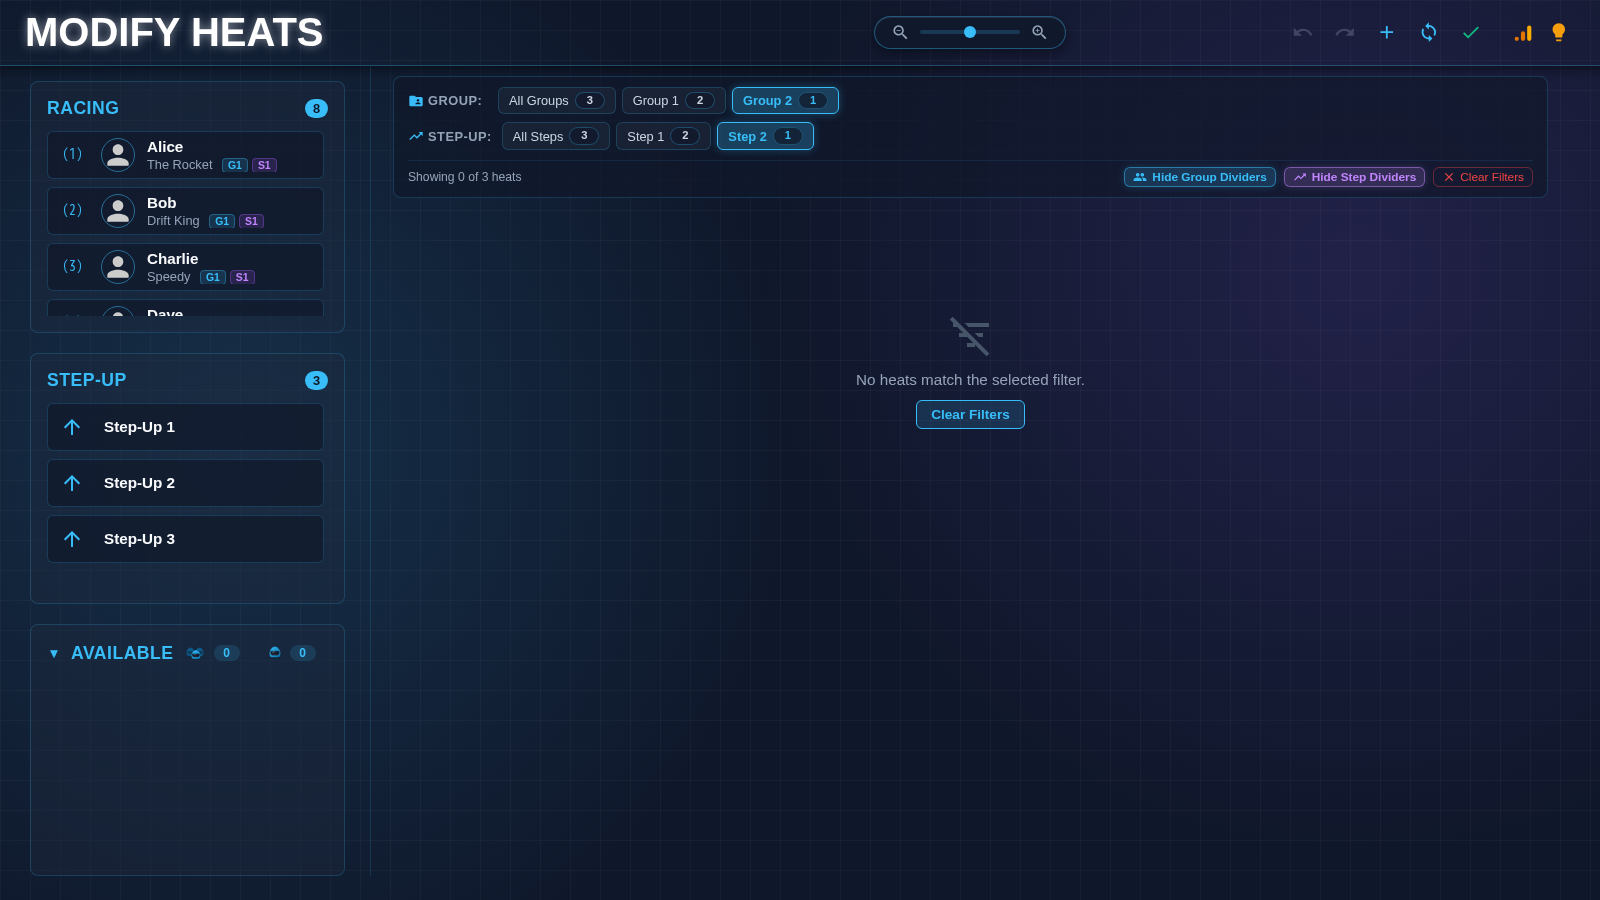 MODIFY HEATS
RACING 8
(1) Alice
The Rocket G1 S1
(2) Bob
Drift King G1 S1
(3) Charlie
Speedy G1 S1
Dave
STEP-UP 3
Step-Up 1
Step-Up 2
Step-Up 3
▼ AVAILABLE 0 0
GROUP: All Groups 3 Group 1 2 Group 2 1
STEP-UP: All Steps 3 Step 1 2 Step 2 1
Showing 0 of 3 heats Hide Group Dividers Hide Step Dividers Clear Filters
No heats match the selected filter.
Clear Filters